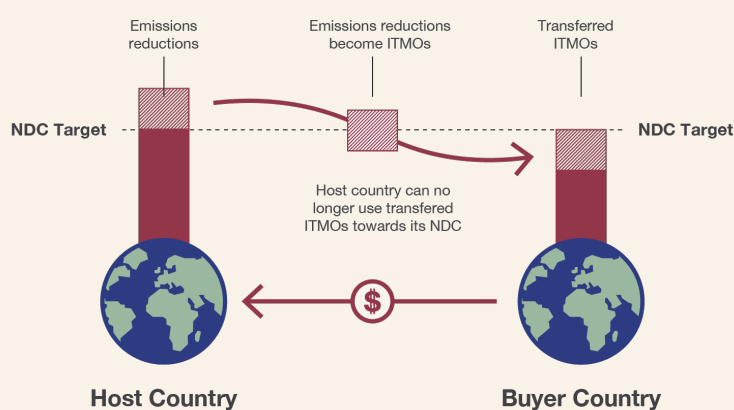 Emissions
reductions
Emissions reductions
become ITMOs
Transferred
ITMOs
NDC Target
NDC Target
Host country can no
longer use transfered
ITMOs towards its NDC
$
Host Country
Buyer Country